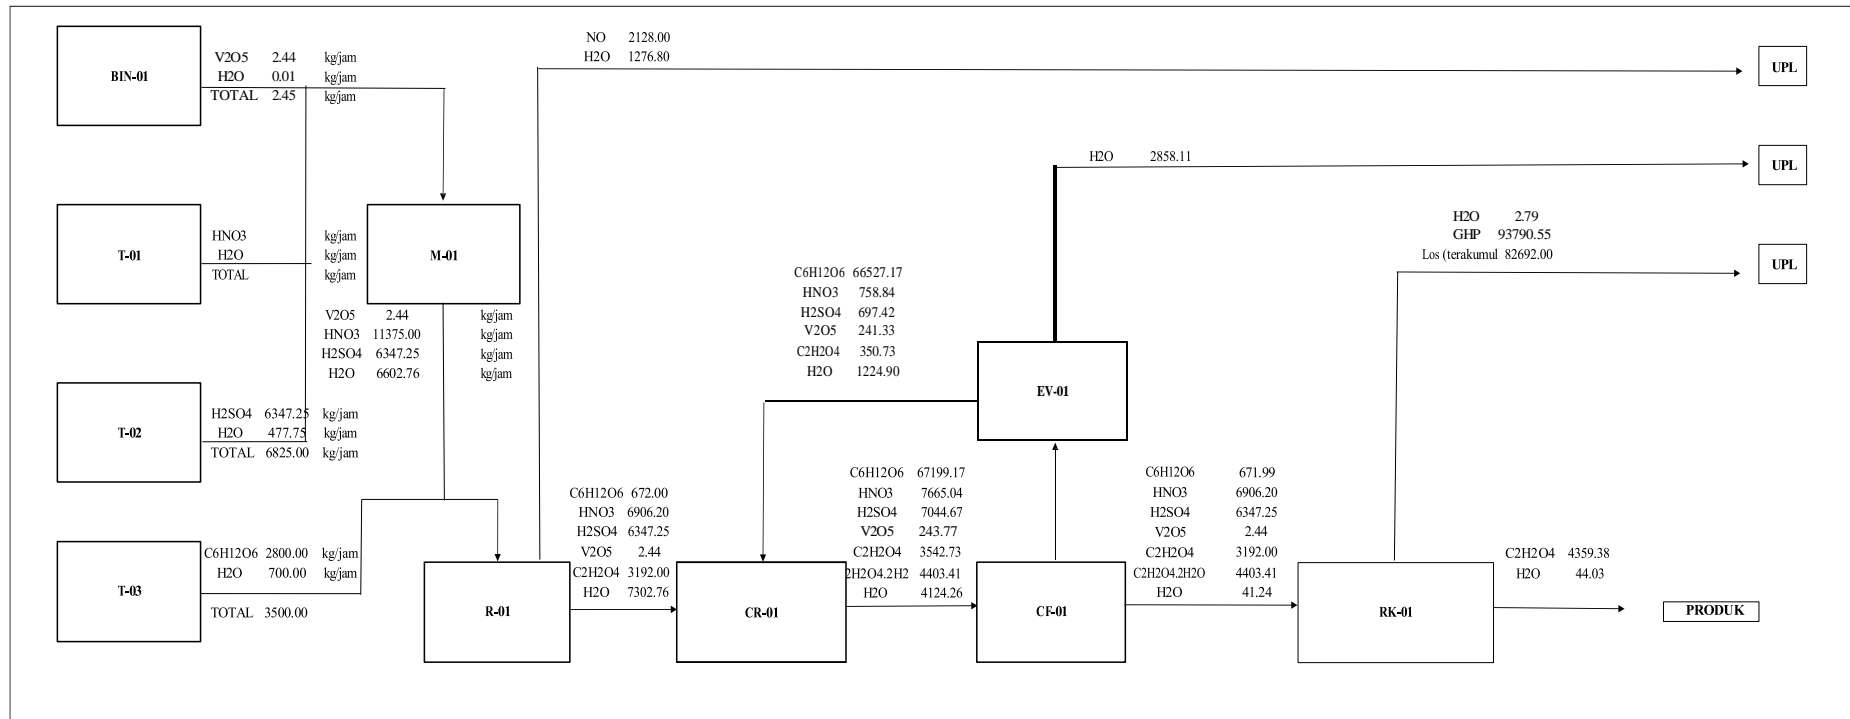 BIN-01
V2O5 2.44 kg/jam
H2O 0.01 kg/jam
TOTAL 2.45 kg/jam
NO 2128.00
H2O 1276.80
UPL
H2O 2858.11
UPL
T-01
HNO3 kg/jam
H2O kg/jam
TOTAL kg/jam
M-01
H2O 2.79
GHP 93790.55
Los (terakumul 82692.00
UPL
V2O5 2.44 kg/jam
HNO3 11375.00 kg/jam
H2SO4 6347.25 kg/jam
H2O 6602.76 kg/jam
C6H12O6 66527.17
HNO3 758.84
H2SO4 697.42
V2O5 241.33
C2H2O4 350.73
H2O 1224.90
EV-01
T-02
H2SO4 6347.25 kg/jam
H2O 477.75 kg/jam
TOTAL 6825.00 kg/jam
T-03
C6H12O6 2800.00 kg/jam
H2O 700.00 kg/jam
TOTAL 3500.00
R-01
C6H12O6 672.00
HNO3 6906.20
H2SO4 6347.25
V2O5 2.44
C2H2O4 3192.00
H2O 7302.76
CR-01
C6H12O6 67199.17
HNO3 7665.04
H2SO4 7044.67
V2O5 243.77
C2H2O4 3542.73
2H2O4.2H2 4403.41
H2O 4124.26
CF-01
C6H12O6 671.99
HNO3 6906.20
H2SO4 6347.25
V2O5 2.44
C2H2O4 3192.00
C2H2O4.2H2O 4403.41
H2O 41.24
RK-01
C2H2O4 4359.38
H2O 44.03
PRODUK